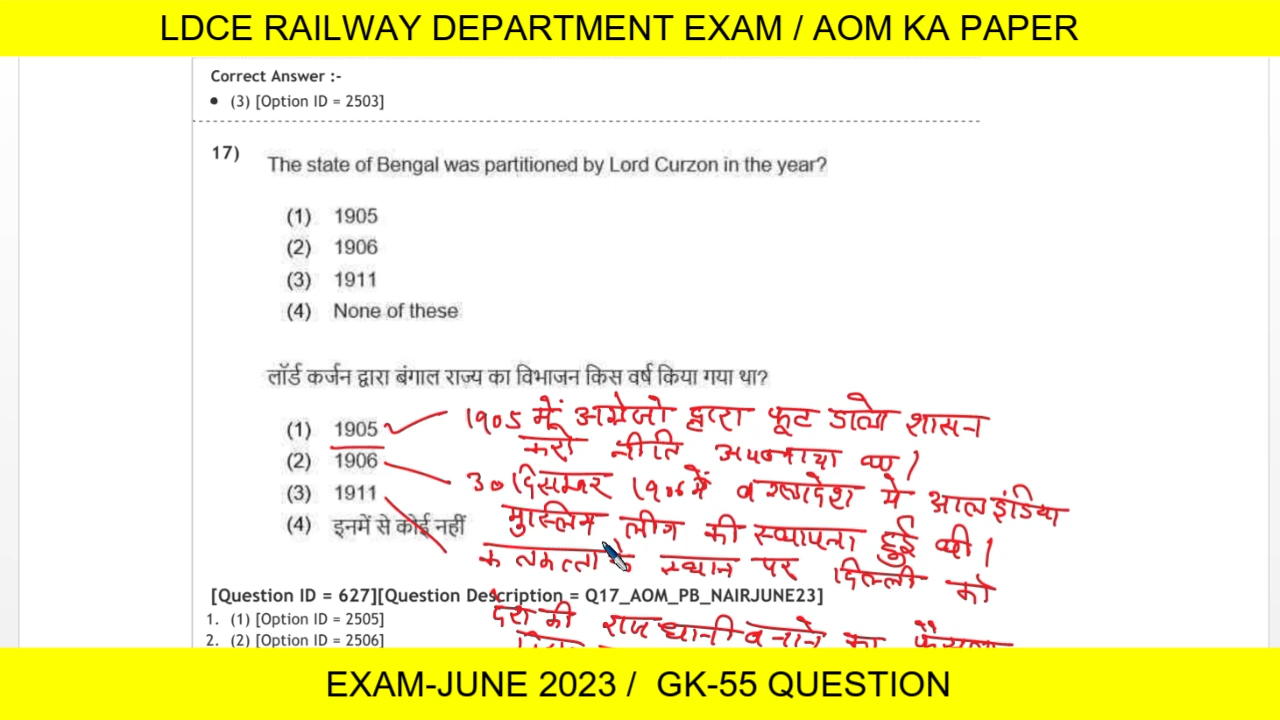 LDCE RAILWAY DEPARTMENT EXAM / AOM KA PAPER
Correct Answer :-
• (3) [Option ID = 2503]
17) The state of Bengal was partitioned by Lord Curzon in the year?
(1) 1905
(2) 1906
(3) 1911
(4) None of these
लॉर्ड कर्जन द्वारा बंगाल राज्य का विभाजन किस वर्ष किया गया था?
(1) 1905
(2) 1906
(3) 1911
(4) इनमें से कोई नहीं
1905 में अंग्रेजो द्वारा फूट डालो शासन
करो नीति अपनाया था।
30 दिसम्बर 1906 में में आल इंडिया
मुस्लिम लीग की स्थापना हुई थी।
कलकत्ता के स्थान पर दिल्ली को
देश की राजधानी बनाने का फैसला
[Question ID = 627][Question Description = Q17_AOM_PB_NAIRJUNE23]
1. (1) [Option ID = 2505]
2. (2) [Option ID = 2506]
EXAM-JUNE 2023 / GK-55 QUESTION